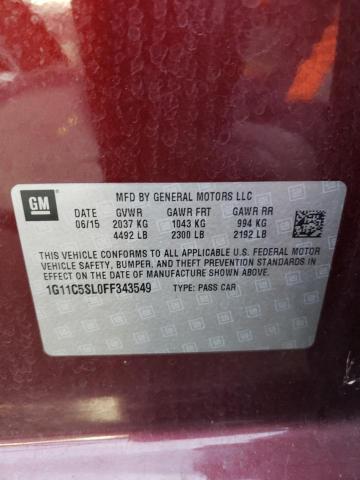 GM
MFD BY GENERAL MOTORS LLC
DATE GVWR GAWR FRT GAWR RR
06/15 2037 KG 1043 KG 994 KG
4492 LB 2300 LB 2192 LB
THIS VEHICLE CONFORMS TO ALL APPLICABLE U.S. FEDERAL MOTOR
VEHICLE SAFETY, BUMPER, AND THEFT PREVENTION STANDARDS IN
EFFECT ON THE DATE OF MANUFACTURE SHOWN ABOVE.
1G11C5SL0FF343549 TYPE: PASS CAR